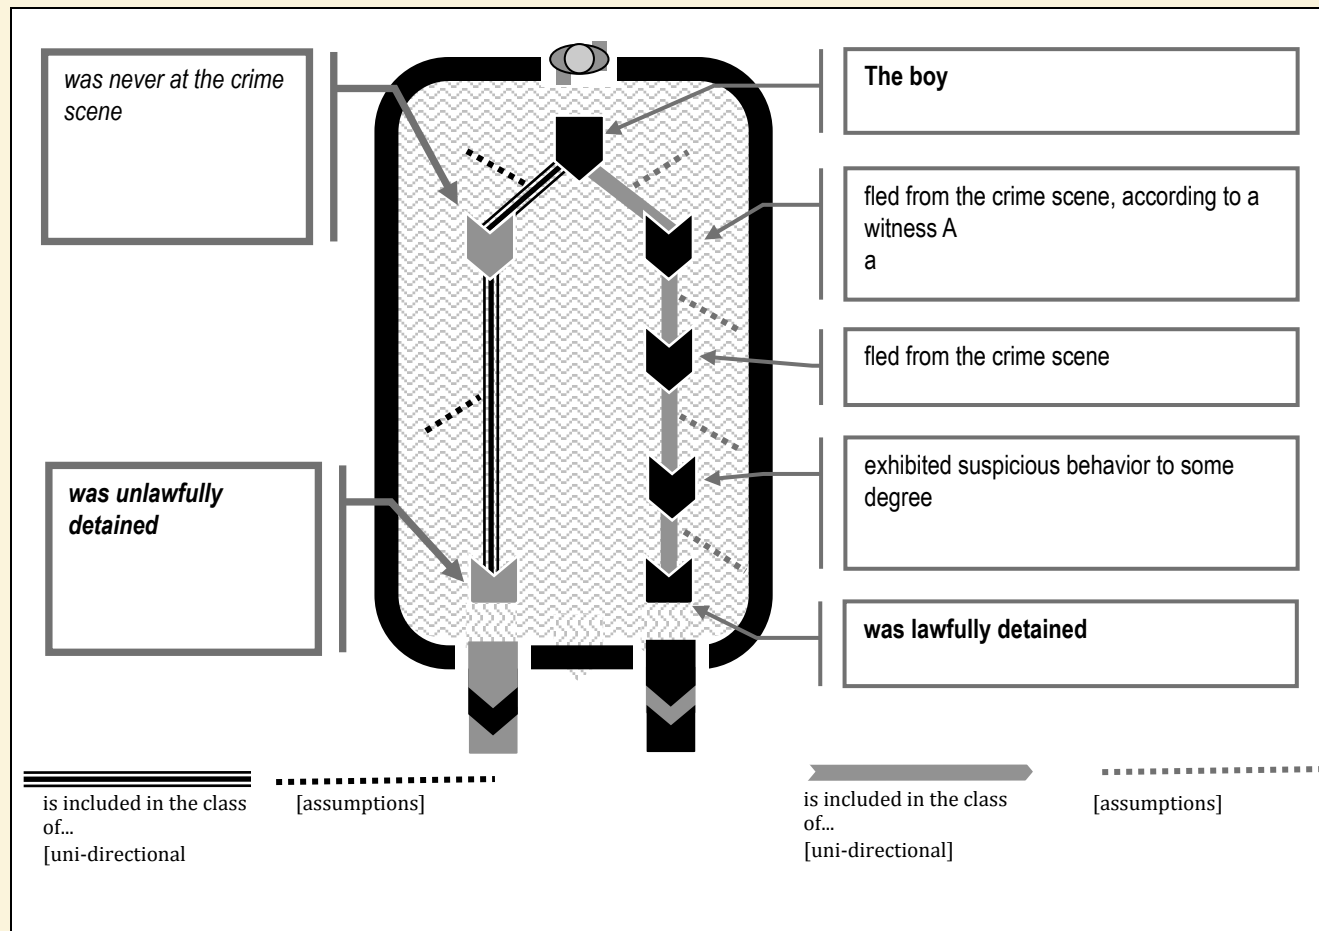 was never at the crime
scene
The boy
fled from the crime scene, according to a
witness A
a
fled from the crime scene
exhibited suspicious behavior to some
degree
was unlawfully
detained
was lawfully detained
is included in the class
of...
[uni-directional
[assumptions]
is included in the class
of...
[uni-directional]
[assumptions]